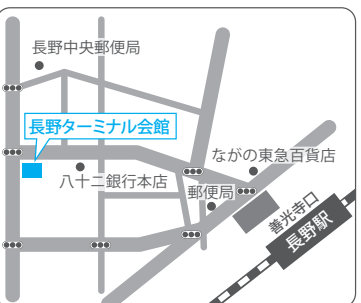 長野中央郵便局
長野ターミナル会館
ながの東急百貨店
八十二銀行本店
郵便局
善光寺口
長野駅